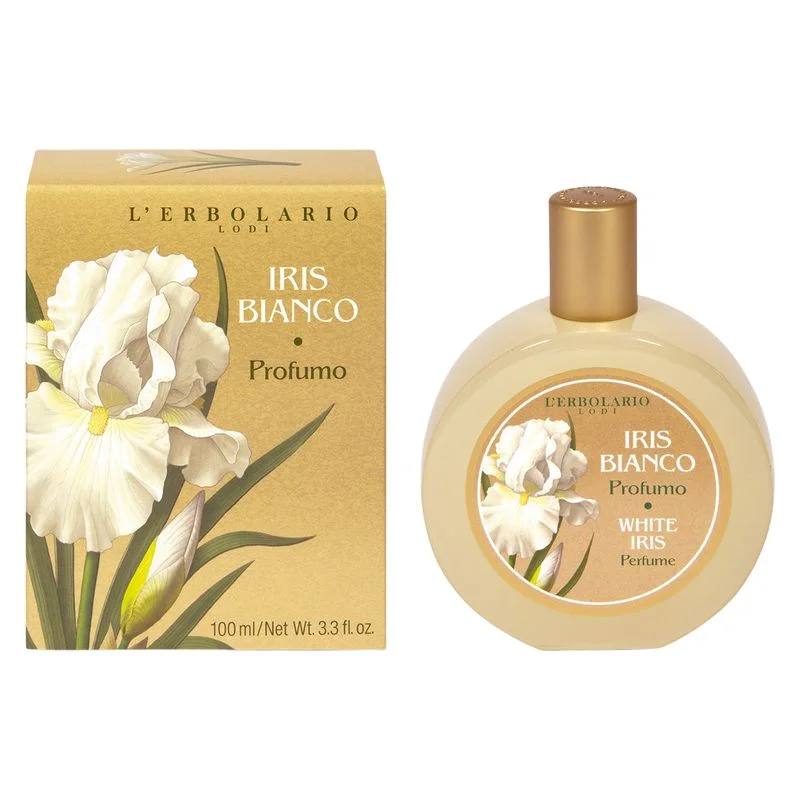 L'ERBOLARIO
LODI
IRIS
BIANCO
•
Profumo
100 ml/Net Wt. 3.3 fl. oz.
L'ERBOLARIO
LODI
IRIS
BIANCO
Profumo
•
WHITE
IRIS
Perfume